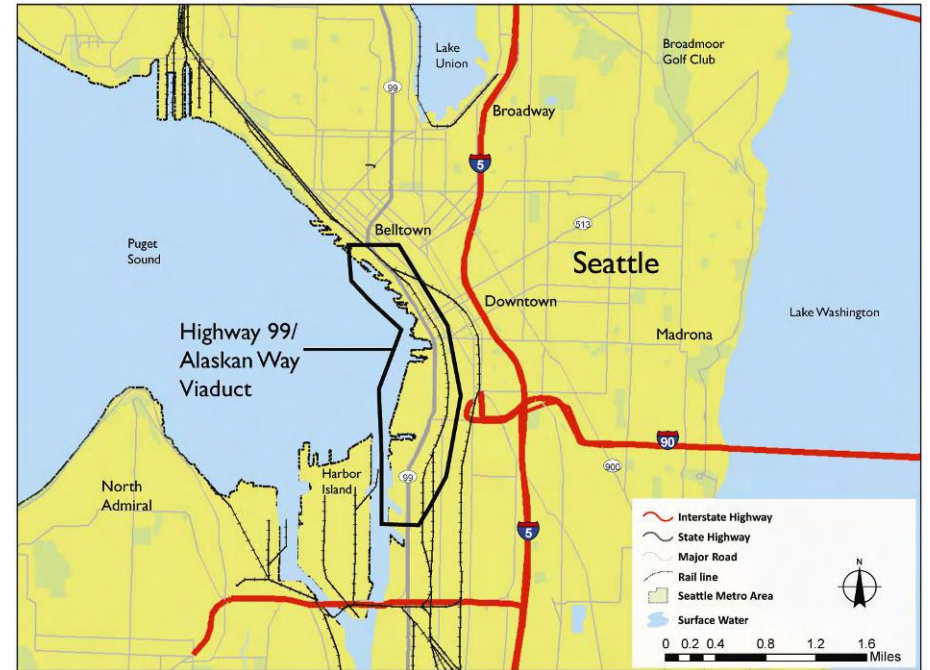 Lake
Union
Broadmoor
Golf Club
99
Broadway
5
513
Belltown
Puget
Sound
Seattle
Downtown
Lake Washington
Highway 99/
Alaskan Way
Viaduct
Madrona
90
900
99
Harbor
Island
North
Admiral
5
Interstate Highway
State Highway
Major Road
Rail line
Seattle Metro Area
Surface Water
N
0 0.2 0.4 0.8 1.2 1.6
Miles